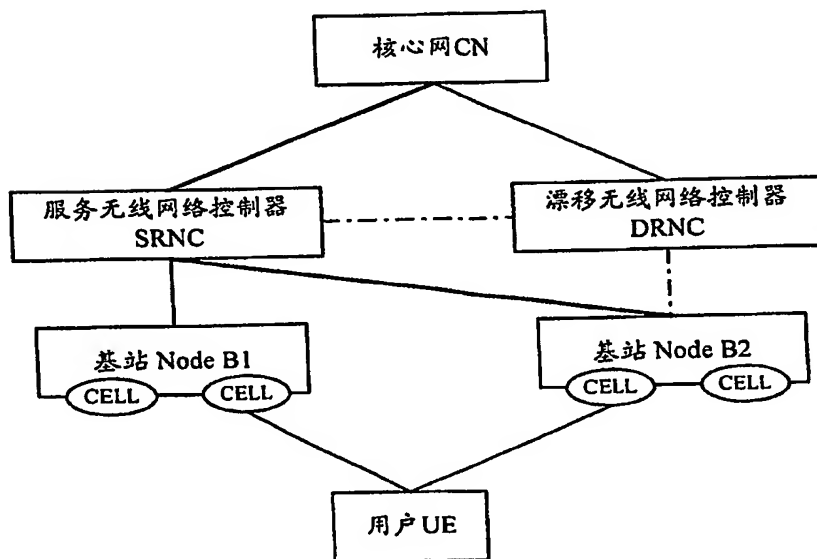 核心网CN
服务无线网络控制器
SRNC
漂移无线网络控制器
DRNC
基站 Node B1
CELL
CELL
基站 Node B2
CELL
CELL
用户UE